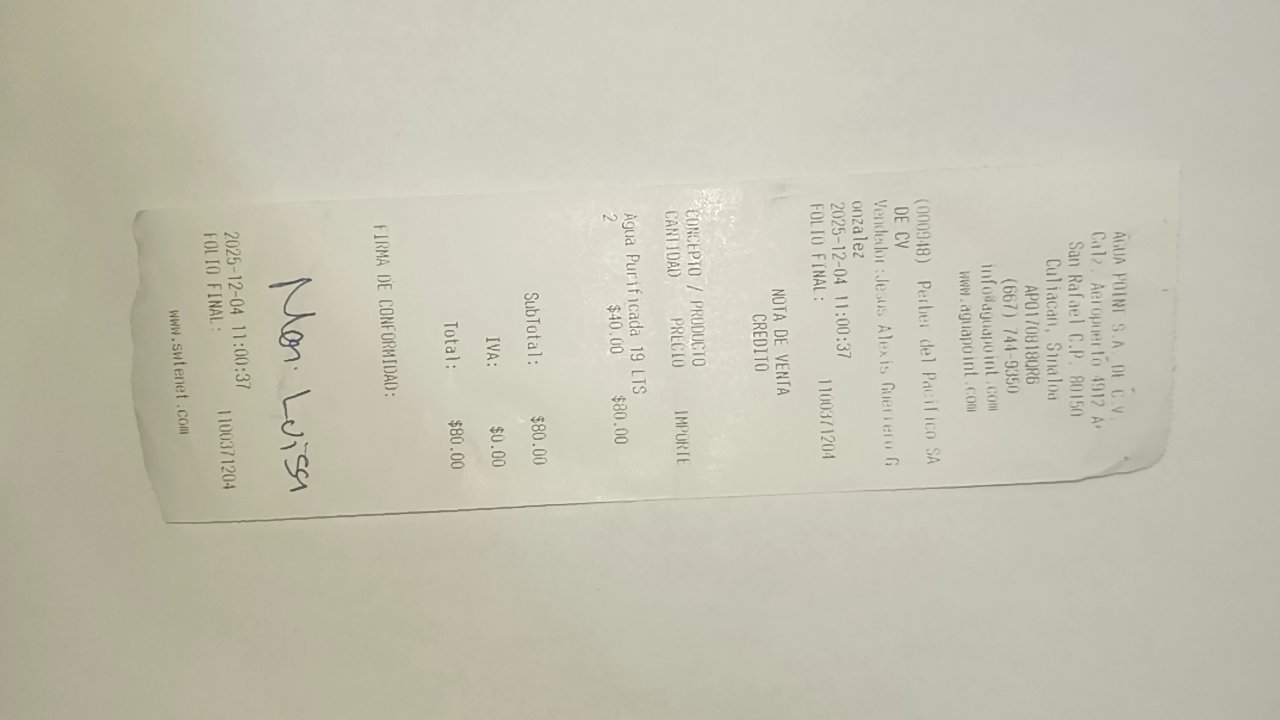 AGUA POINT S.A. DE C.V.
Calz. Aeropuerto 4912 A
San Rafael C.P. 80150
Culiacan, Sinaloa
APO170818QR6
(667) 744-9350
info@aguapoint.com
www.aguapoint.com
(000948) Perber del Pacifico SA
DE CV
Vendedor:Jesus Alexis Guerrero G
onzalez
2025-12-04 11:00:37
FOLIO FINAL: 1100371204
NOTA DE VENTA
CREDITO
CONCEPTO / PRODUCTO
CANTIDAD PRECIO IMPORTE
Agua Purificada 19 LTS
2 $40.00 $80.00
SubTotal: $80.00
IVA: $0.00
Total: $80.00
FIRMA DE CONFORMIDAD:
2025-12-04 11:00:37
FOLIO FINAL: 1100371204
www.swtenet.com